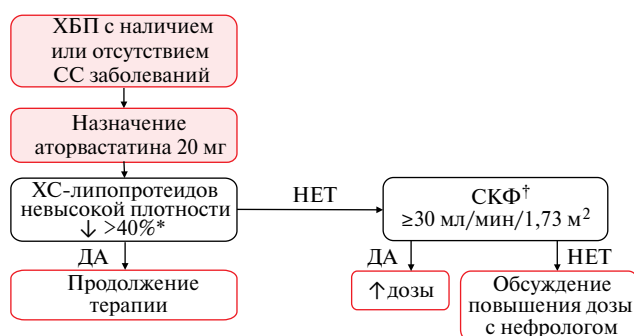 ХБП с наличием
или отсутствием
СС заболеваний
Назначение
аторвастатина 20 мг
ХС-липопротеидов
невысокой плотности
↓ >40%*
НЕТ
СКФ†
≥30 мл/мин/1,73 м²
ДА
Продолжение
терапии
ДА
↑ дозы
НЕТ
Обсуждение
повышения дозы
с нефрологом